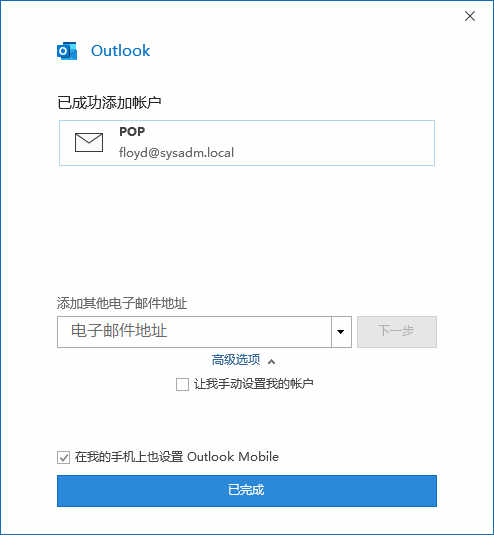 Outlook
已成功添加帐户
POP
floyd@sysadm.local
添加其他电子邮件地址
电子邮件地址
下一步
高级选项
让我手动设置我的帐户
在我的手机上也设置 Outlook Mobile
已完成